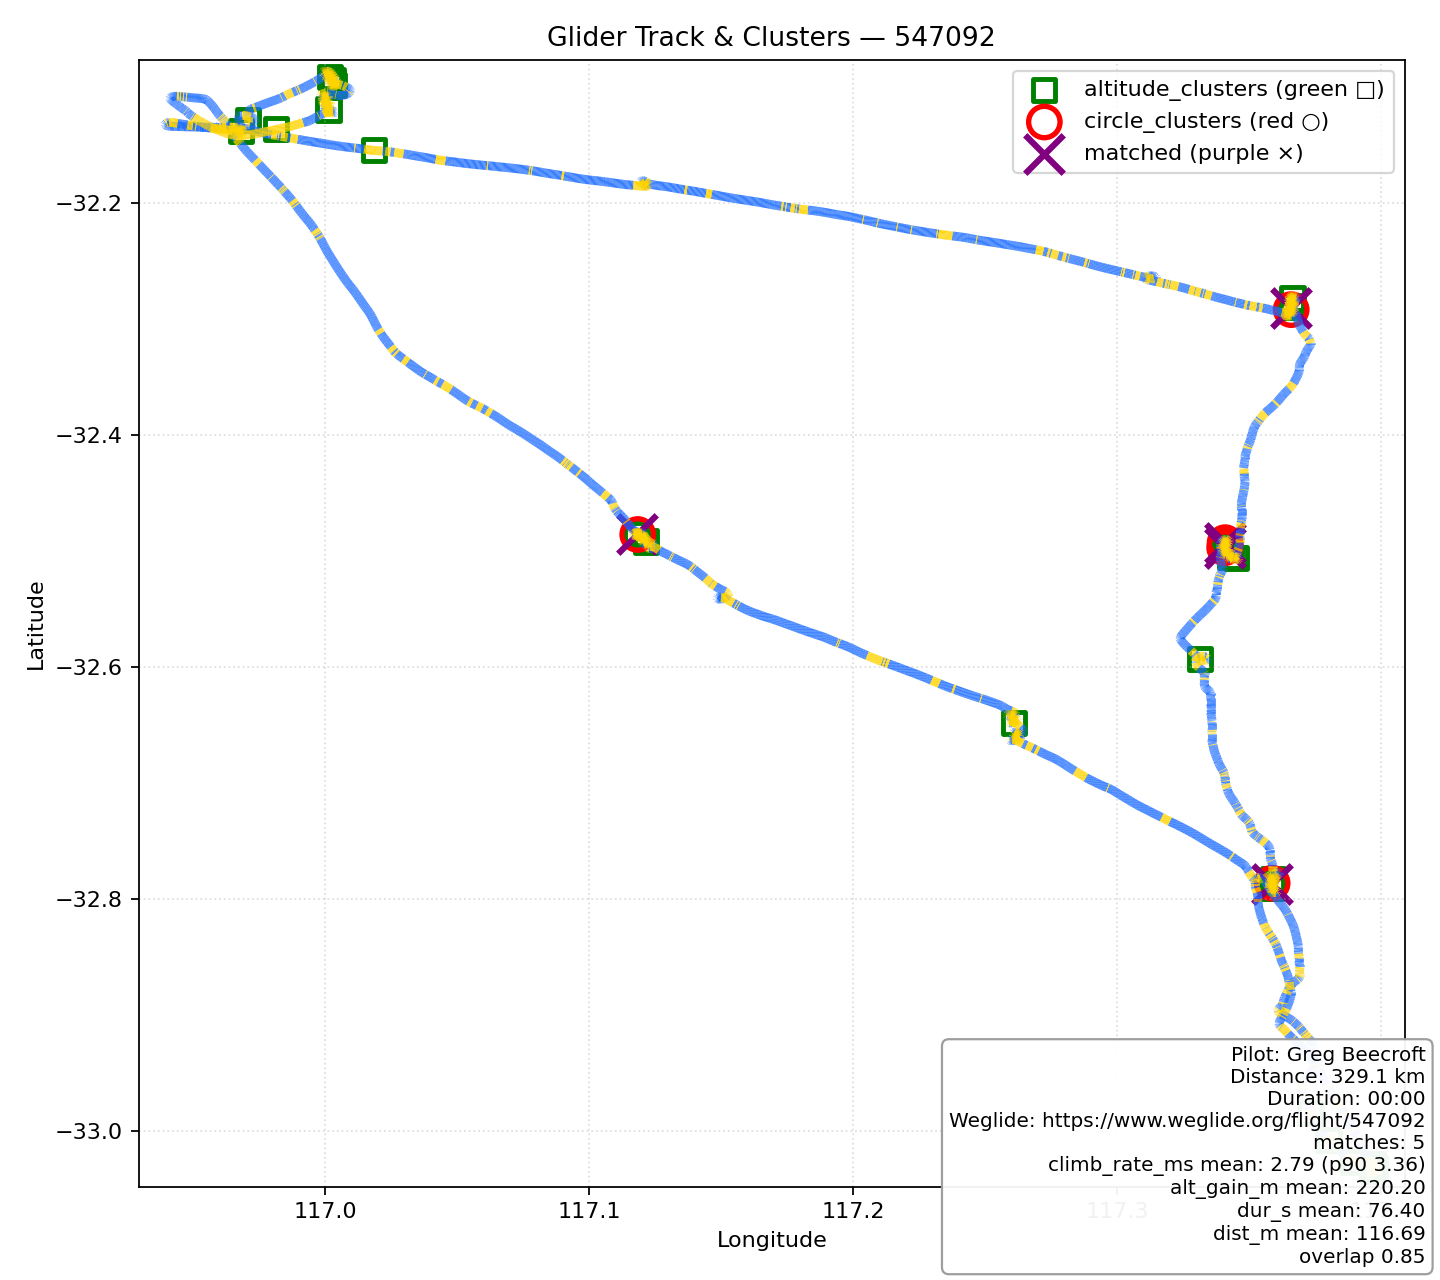 Glider Track & Clusters — 547092
altitude_clusters (green □)
circle_clusters (red ○)
matched (purple ×)
−32.2
−32.4
−32.6
−32.8
−33.0
Latitude
117.0
117.1
117.2
117.3
Longitude
Pilot: Greg Beecroft
Distance: 329.1 km
Duration: 00:00
Weglide: https://www.weglide.org/flight/547092
matches: 5
climb_rate_ms mean: 2.79 (p90 3.36)
alt_gain_m mean: 220.20
dur_s mean: 76.40
dist_m mean: 116.69
overlap 0.85